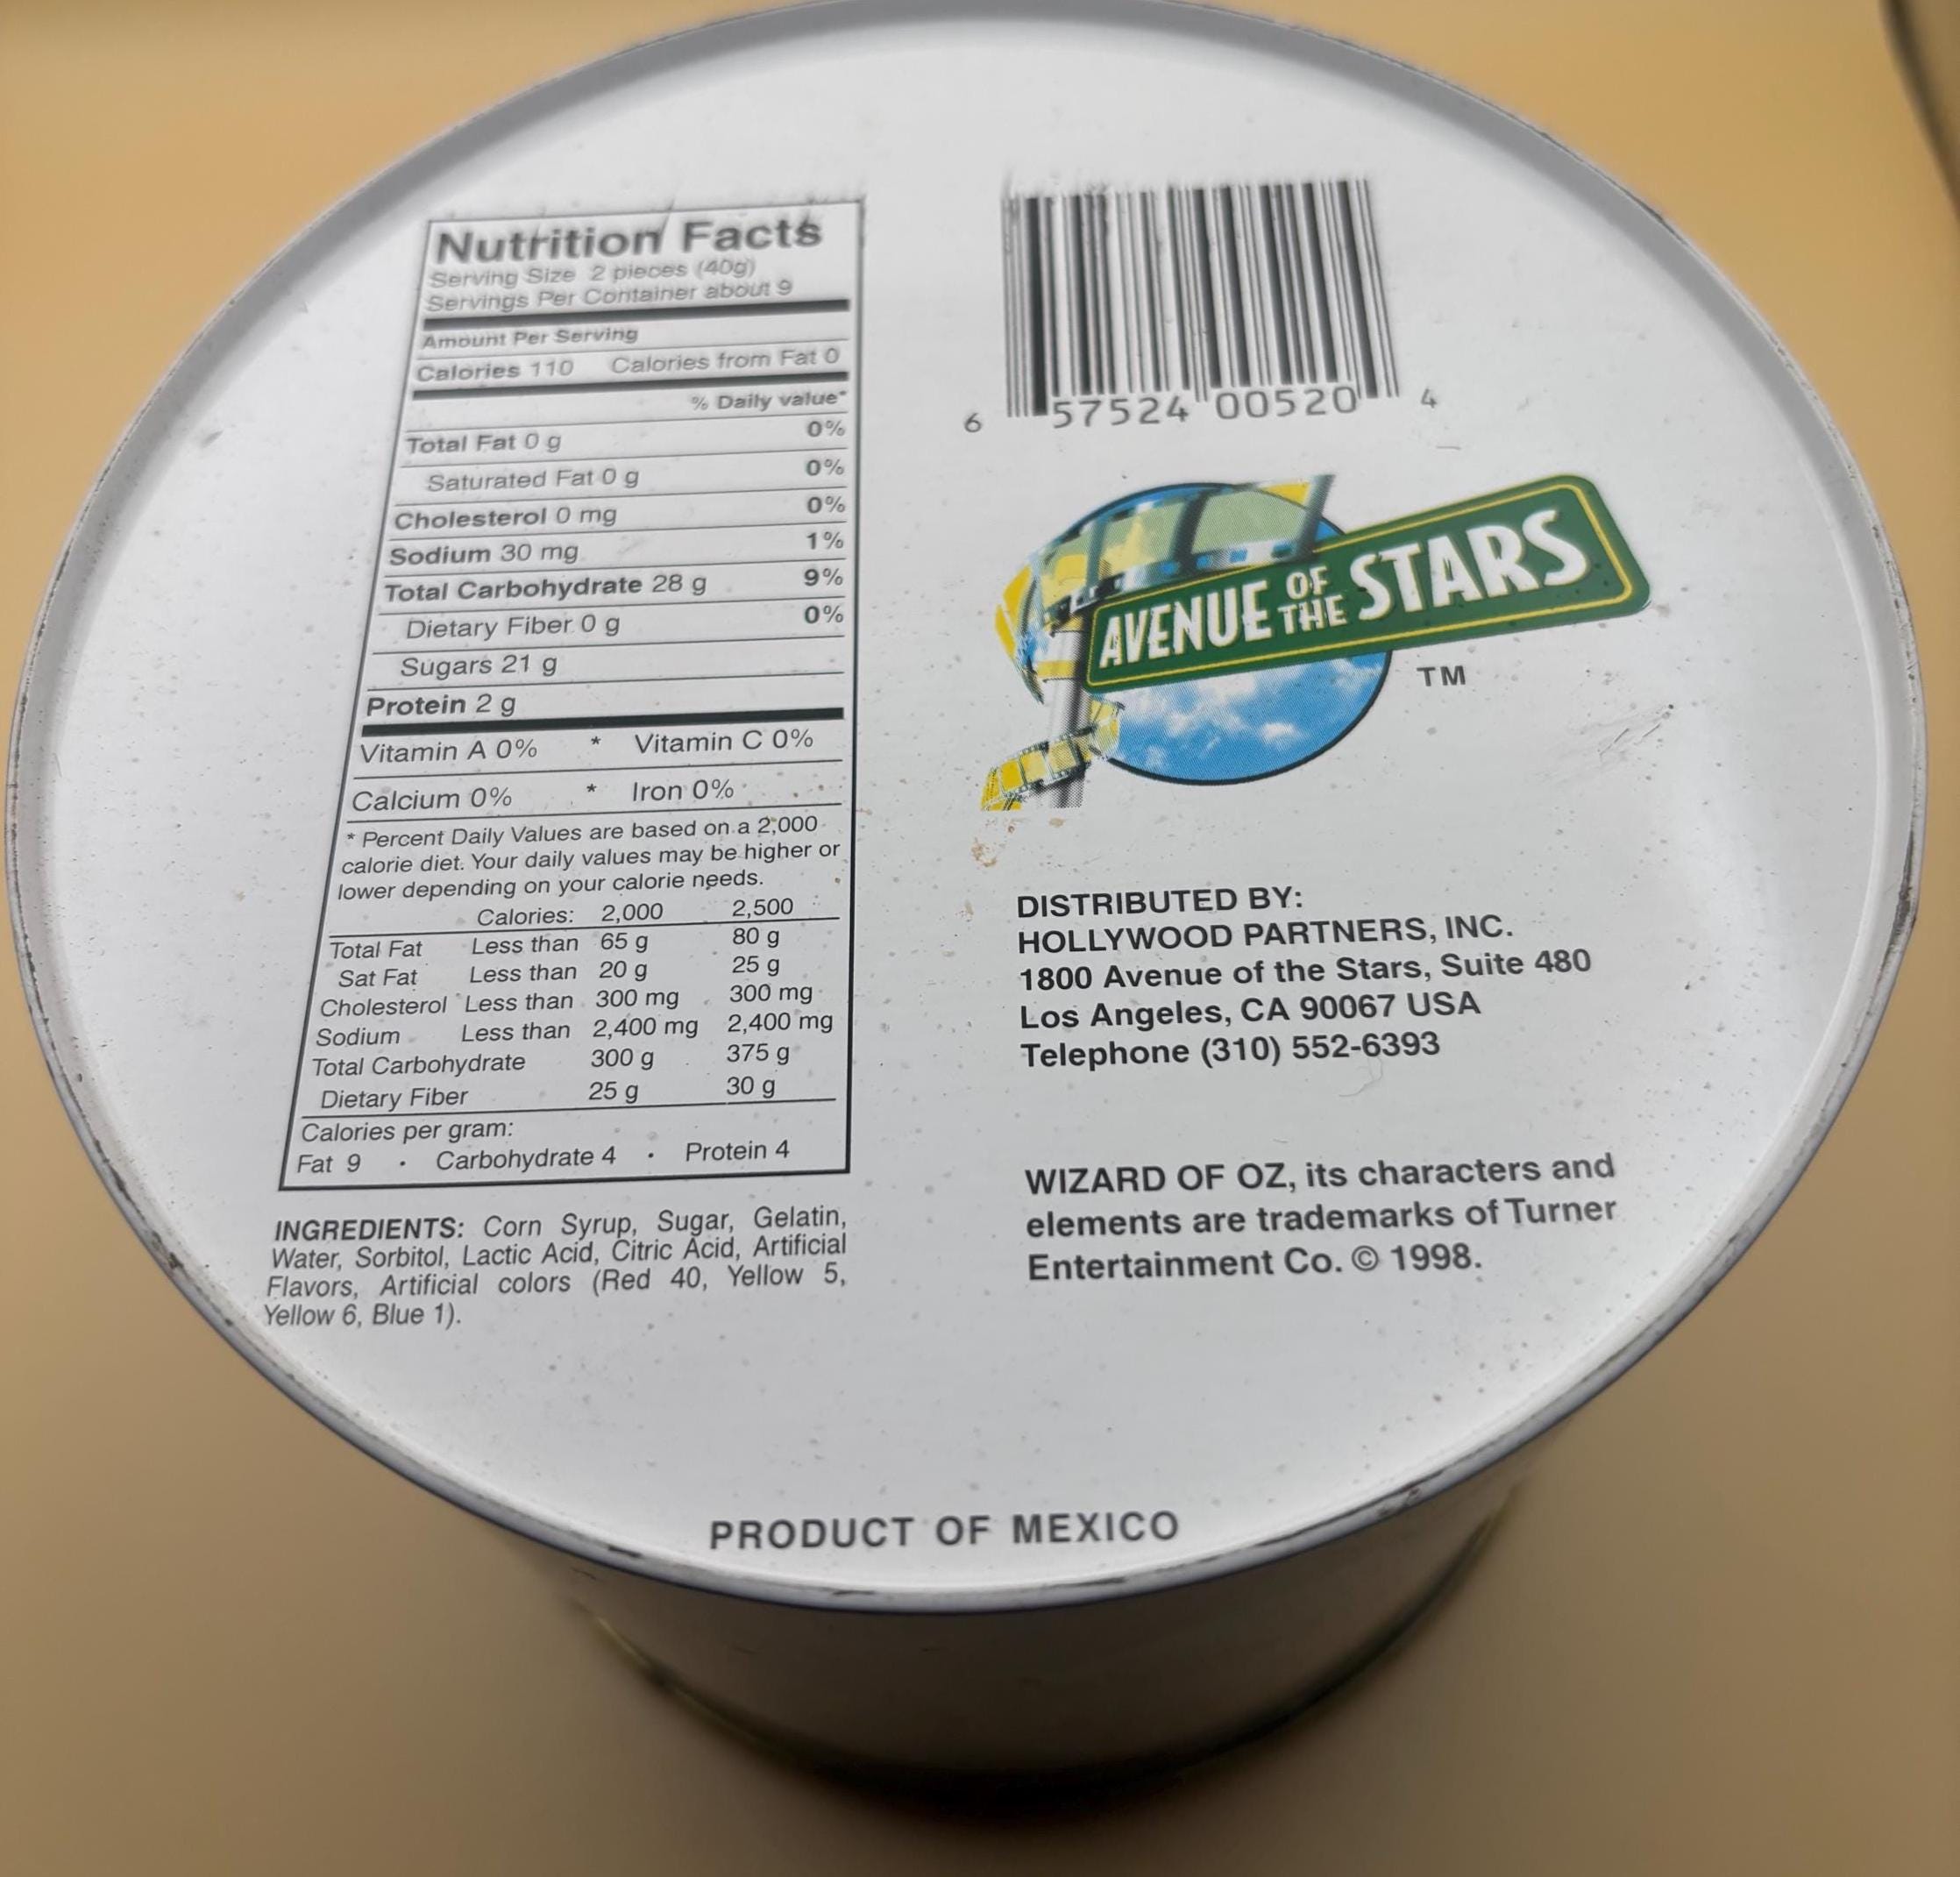 Nutrition Facts
Serving Size 2 pieces (40g)
Servings Per Container about 9
Amount Per Serving
Calories 110 Calories from Fat 0
% Daily value*
Total Fat 0 g 0%
Saturated Fat 0 g 0%
Cholesterol 0 mg 0%
Sodium 30 mg 1%
Total Carbohydrate 28 g 9%
Dietary Fiber 0 g 0%
Sugars 21 g
Protein 2 g
Vitamin A 0% * Vitamin C 0%
Calcium 0% * Iron 0%
* Percent Daily Values are based on a 2,000
calorie diet. Your daily values may be higher or
lower depending on your calorie needs.
Calories: 2,000 2,500
Total Fat Less than 65 g 80 g
Sat Fat Less than 20 g 25 g
Cholesterol Less than 300 mg 300 mg
Sodium Less than 2,400 mg 2,400 mg
Total Carbohydrate 300 g 375 g
Dietary Fiber 25 g 30 g
Calories per gram:
Fat 9 · Carbohydrate 4 · Protein 4
INGREDIENTS: Corn Syrup, Sugar, Gelatin,
Water, Sorbitol, Lactic Acid, Citric Acid, Artificial
Flavors, Artificial colors (Red 40, Yellow 5,
Yellow 6, Blue 1).
6 57524 00520 4
AVENUE OF THE STARS
TM
DISTRIBUTED BY:
HOLLYWOOD PARTNERS, INC.
1800 Avenue of the Stars, Suite 480
Los Angeles, CA 90067 USA
Telephone (310) 552-6393
WIZARD OF OZ, its characters and
elements are trademarks of Turner
Entertainment Co. © 1998.
PRODUCT OF MEXICO